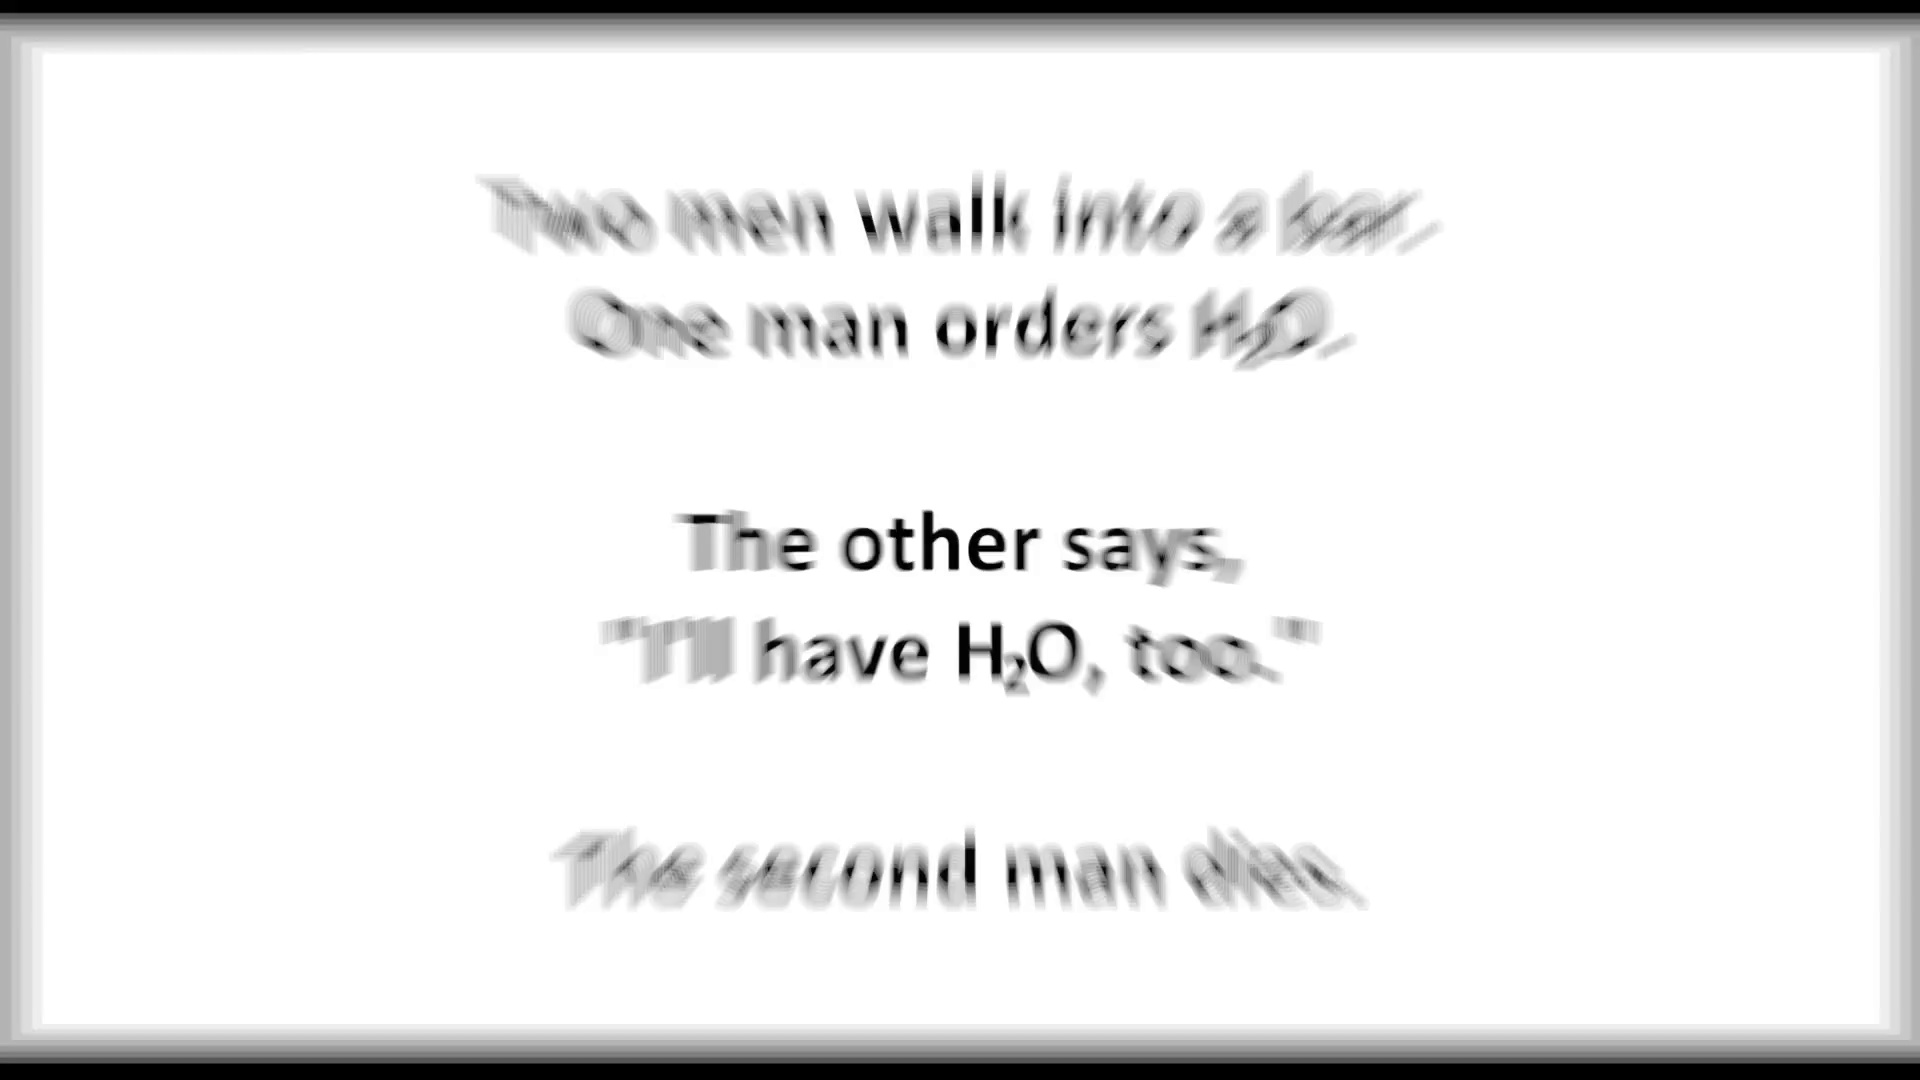 Two men walk into a bar.
One man orders H₂O.
The other says,
"I'll have H₂O, too."
The second man dies.